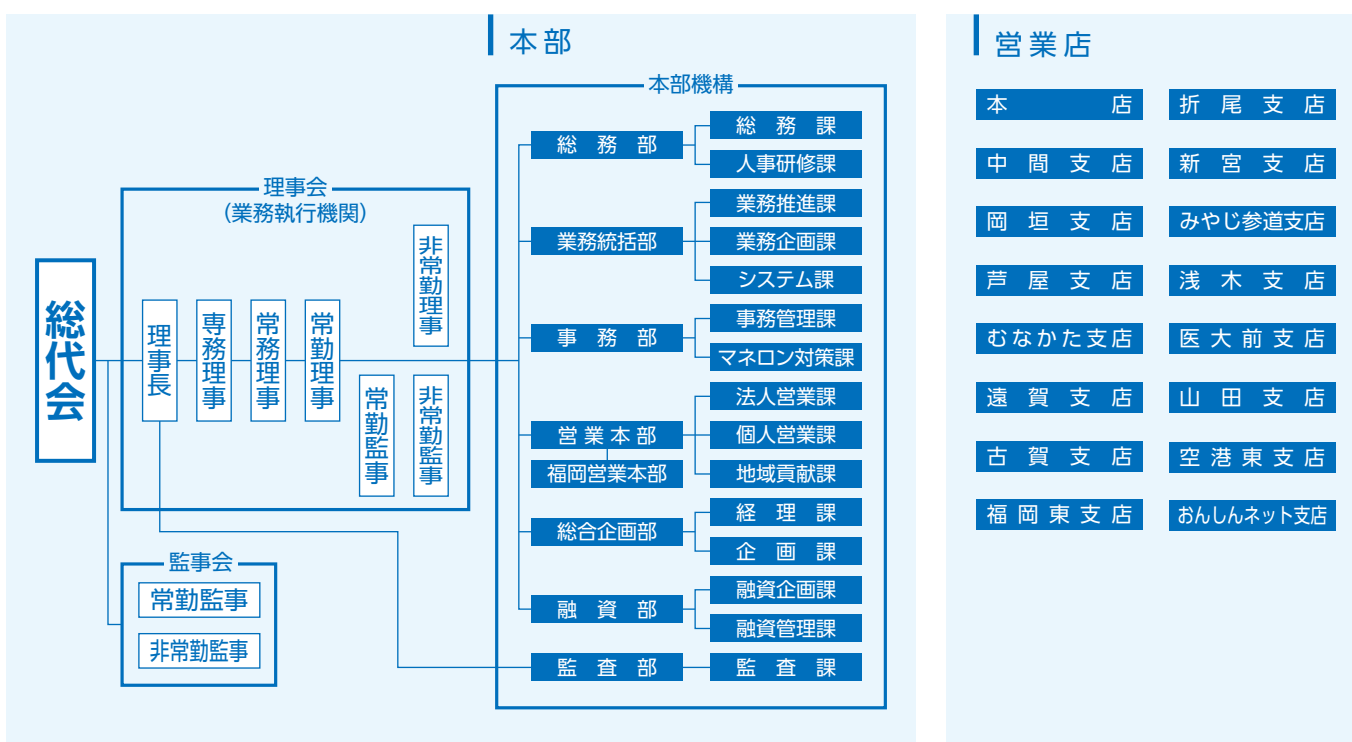 本部
総代会
理事会
(業務執行機関)
理事長
専務理事
常務理事
常勤理事
非常勤理事
常勤監事
非常勤監事
監事会
常勤監事
非常勤監事
本部機構
総務部
総務課
人事研修課
業務統括部
業務推進課
業務企画課
システム課
事務部
事務管理課
マネロン対策課
営業本部
福岡営業本部
法人営業課
個人営業課
地域貢献課
総合企画部
経理課
企画課
融資部
融資企画課
融資管理課
監査部
監査課
営業店
本店
中間支店
岡垣支店
芦屋支店
むなかた支店
遠賀支店
古賀支店
福岡東支店
折尾支店
新宮支店
みやじ参道支店
浅木支店
医大前支店
山田支店
空港東支店
おんしんネット支店